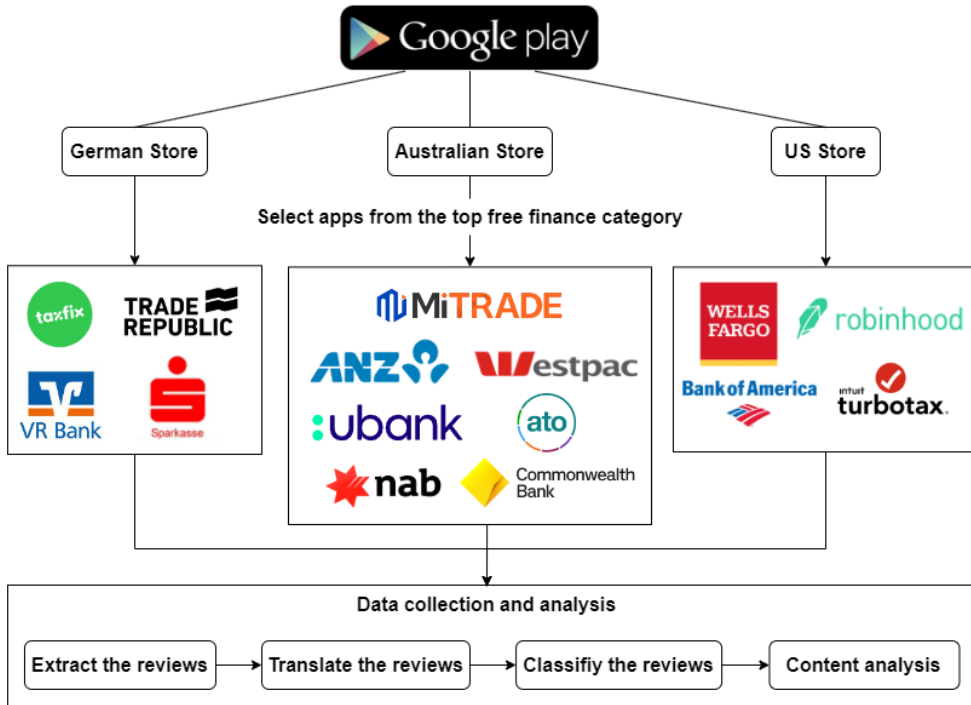 Google play
German Store
Australian Store
US Store
Select apps from the top free finance category
taxfix
TRADE
REPUBLIC
VR Bank
Sparkasse
MiTRADE
ANZ
Westpac
:ubank
ato
nab
Commonwealth
Bank
WELLS
FARGO
robinhood
Bank of America
intuit
turbotax.
Data collection and analysis
Extract the reviews
Translate the reviews
Classifiy the reviews
Content analysis